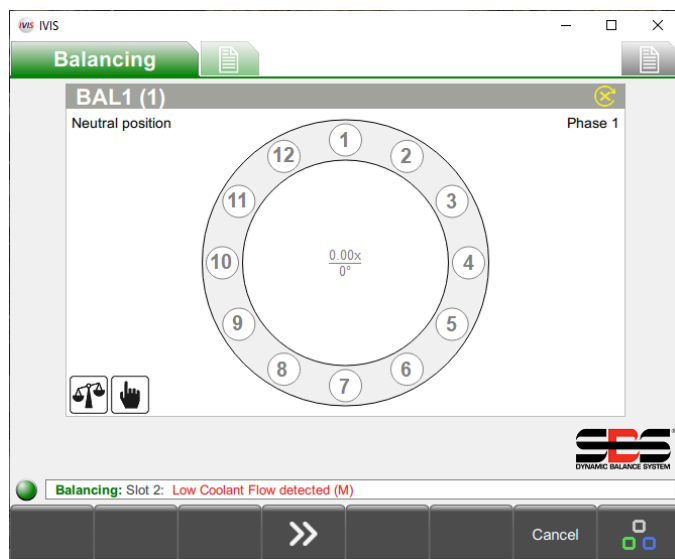 IVIS IVIS
Balancing
BAL1 (1)
Neutral position
Phase 1
1
2
3
4
5
6
7
8
9
10
11
12
0.00x
0°
SBS
DYNAMIC BALANCE SYSTEM
Balancing: Slot 2: Low Coolant Flow detected (M)
Cancel